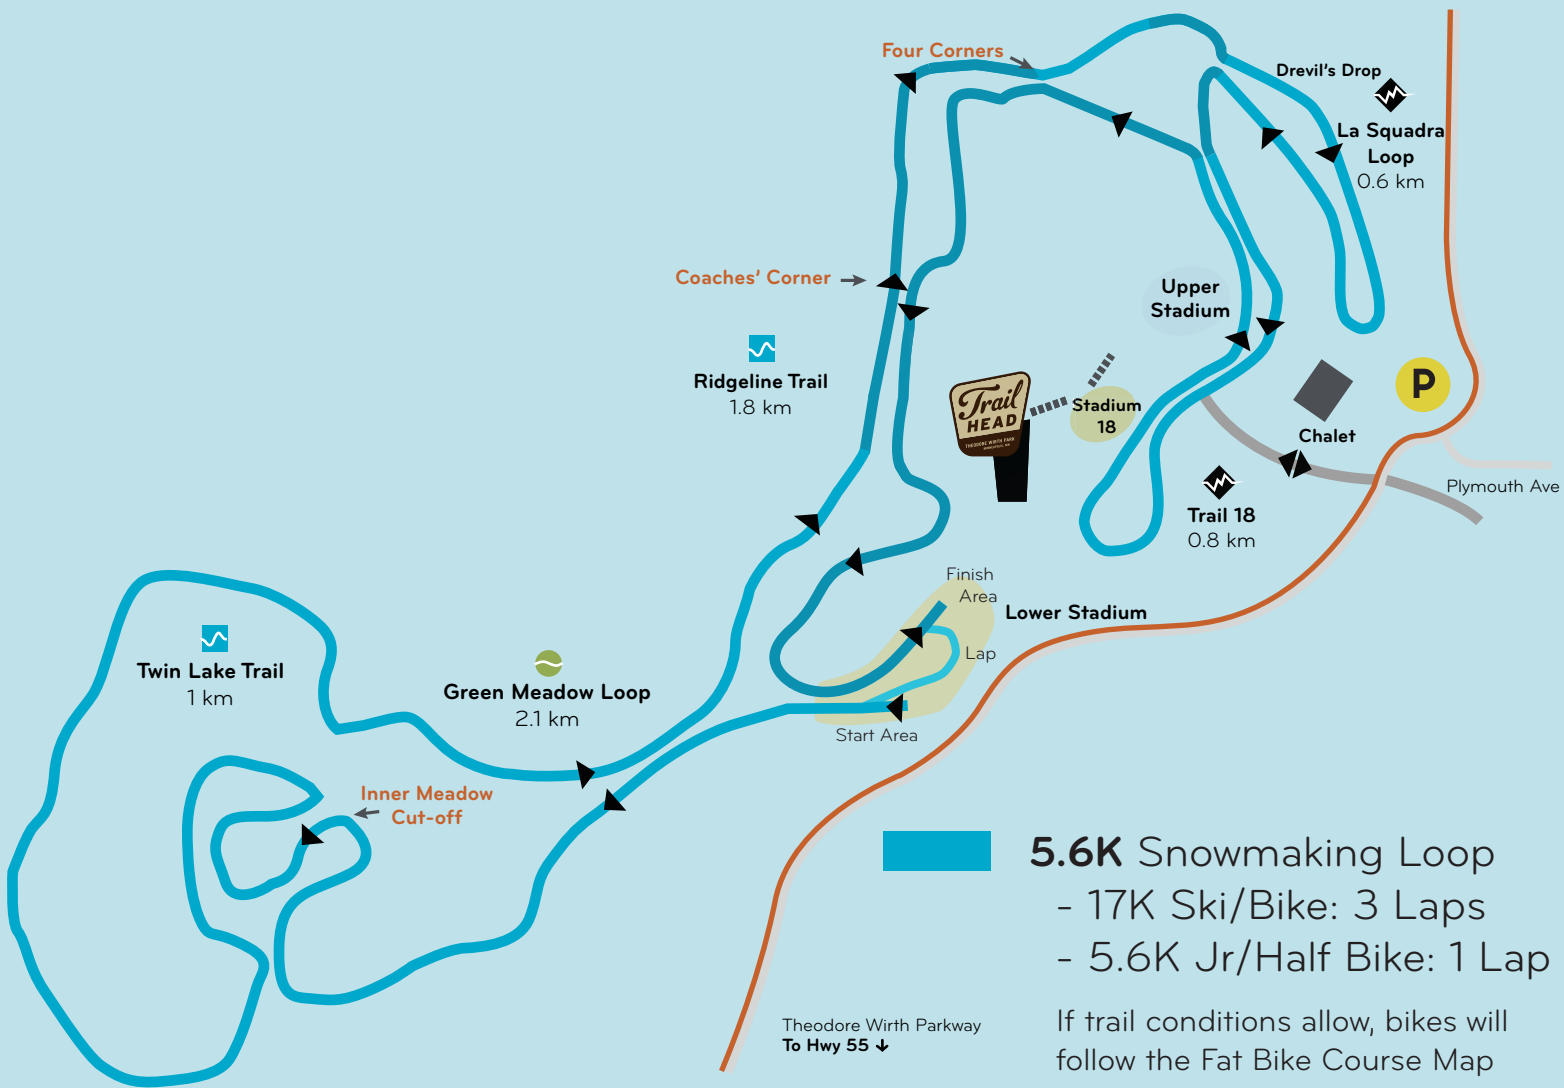 Four Corners
Drevil's Drop
La Squadra
Loop
0.6 km
Coaches' Corner
Upper
Stadium
Ridgeline Trail
1.8 km
Trail
HEAD
THEODORE WIRTH PARK
Stadium
18
P
Chalet
Plymouth Ave
Trail 18
0.8 km
Finish
Area
Lower Stadium
Lap
Start Area
Twin Lake Trail
1 km
Green Meadow Loop
2.1 km
Inner Meadow
Cut-off
5.6K Snowmaking Loop
- 17K Ski/Bike: 3 Laps
- 5.6K Jr/Half Bike: 1 Lap
If trail conditions allow, bikes will
follow the Fat Bike Course Map
Theodore Wirth Parkway
To Hwy 55